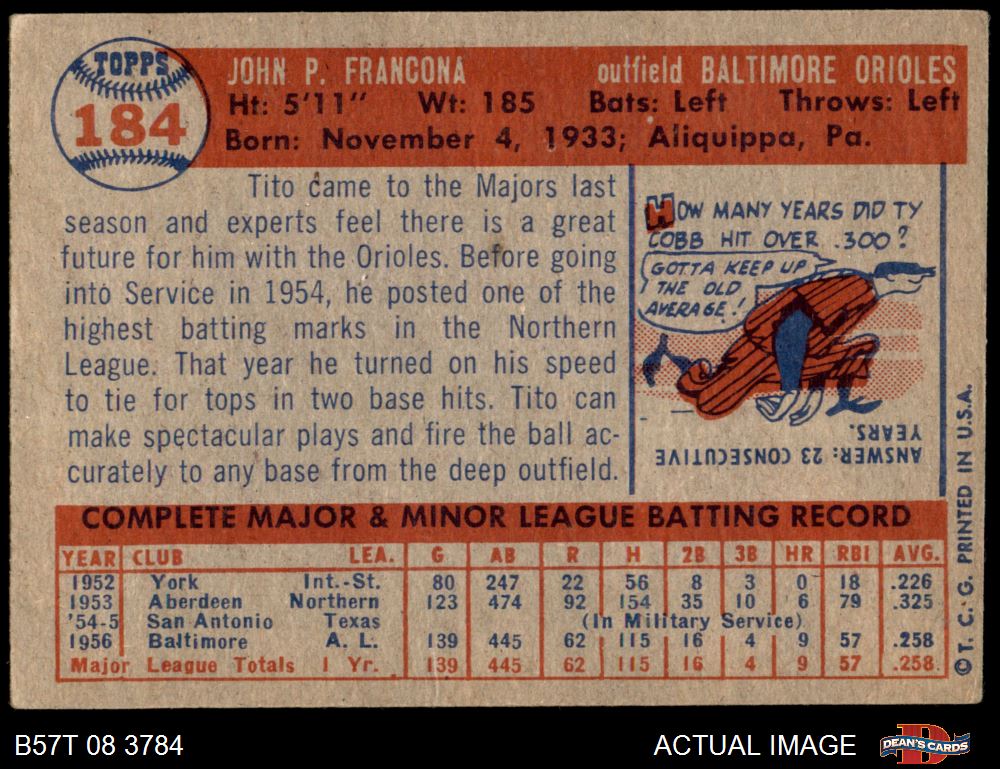 TOPPS
184
JOHN P. FRANCONA outfield BALTIMORE ORIOLES
Ht: 5'11" Wt: 185 Bats: Left Throws: Left
Born: November 4, 1933; Aliquippa, Pa.
Tito came to the Majors last
season and experts feel there is a great
future for him with the Orioles. Before going
into Service in 1954, he posted one of the
highest batting marks in the Northern
League. That year he turned on his speed
to tie for tops in two base hits. Tito can
make spectacular plays and fire the ball ac-
curately to any base from the deep outfield.
HOW MANY YEARS DID TY
COBB HIT OVER .300?
GOTTA KEEP UP
THE OLD
AVERAGE!
ANSWER: 23 CONSECUTIVE
YEARS.
COMPLETE MAJOR & MINOR LEAGUE BATTING RECORD
YEAR CLUB LEA. G AB R H 2B 3B HR RBI AVG.
1952 York Int.-St. 80 247 22 56 8 3 0 18 .226
1953 Aberdeen Northern 123 474 92 154 35 10 6 79 .325
'54-5 San Antonio Texas (In Military Service)
1956 Baltimore A. L. 139 445 62 115 16 4 9 57 .258
Major League Totals 1 Yr. 139 445 62 115 16 4 9 57 .258
© T. C. G. PRINTED IN U.S.A.
B57T 08 3784 ACTUAL IMAGE
DEAN'S CARDS